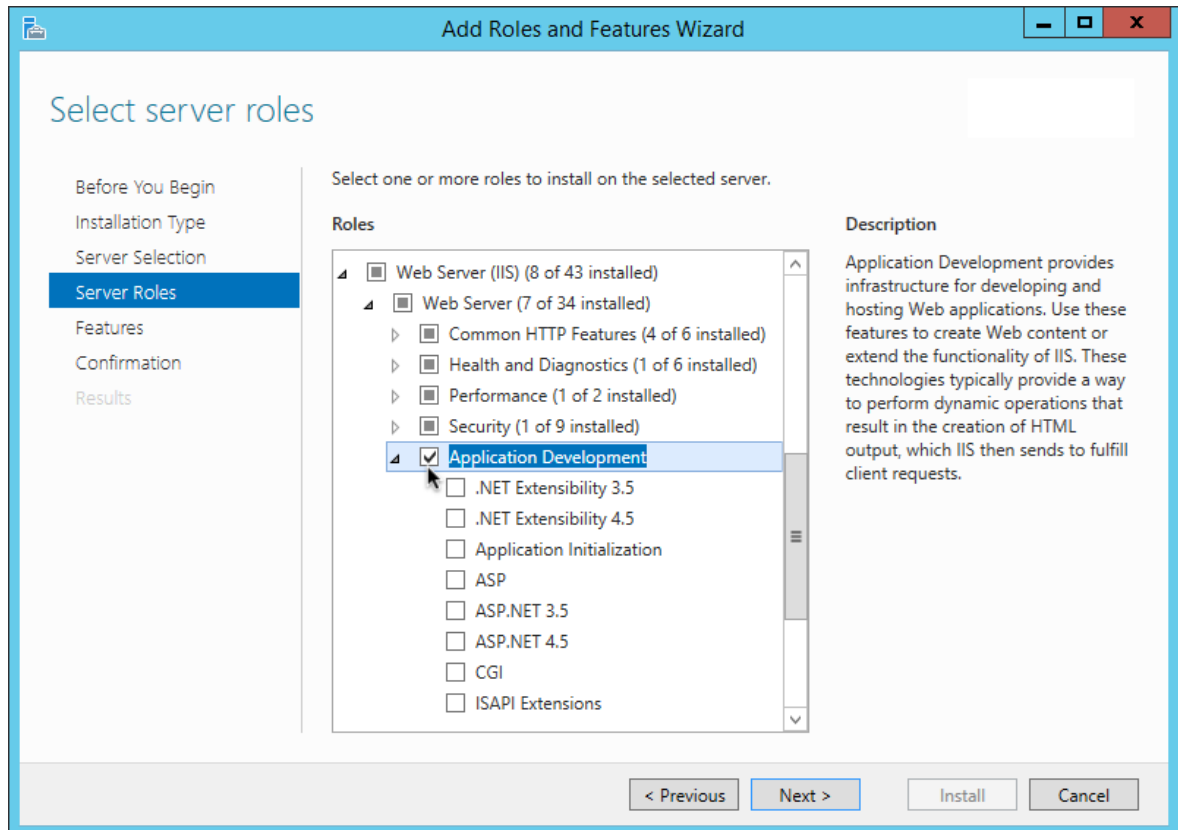 Add Roles and Features Wizard
Select server roles
Before You Begin
Installation Type
Server Selection
Server Roles
Features
Confirmation
Results
Select one or more roles to install on the selected server.
Roles
Web Server (IIS) (8 of 43 installed)
Web Server (7 of 34 installed)
Common HTTP Features (4 of 6 installed)
Health and Diagnostics (1 of 6 installed)
Performance (1 of 2 installed)
Security (1 of 9 installed)
Application Development
.NET Extensibility 3.5
.NET Extensibility 4.5
Application Initialization
ASP
ASP.NET 3.5
ASP.NET 4.5
CGI
ISAPI Extensions
Description
Application Development provides
infrastructure for developing and
hosting Web applications. Use these
features to create Web content or
extend the functionality of IIS. These
technologies typically provide a way
to perform dynamic operations that
result in the creation of HTML
output, which IIS then sends to fulfill
client requests.
< Previous
Next >
Install
Cancel